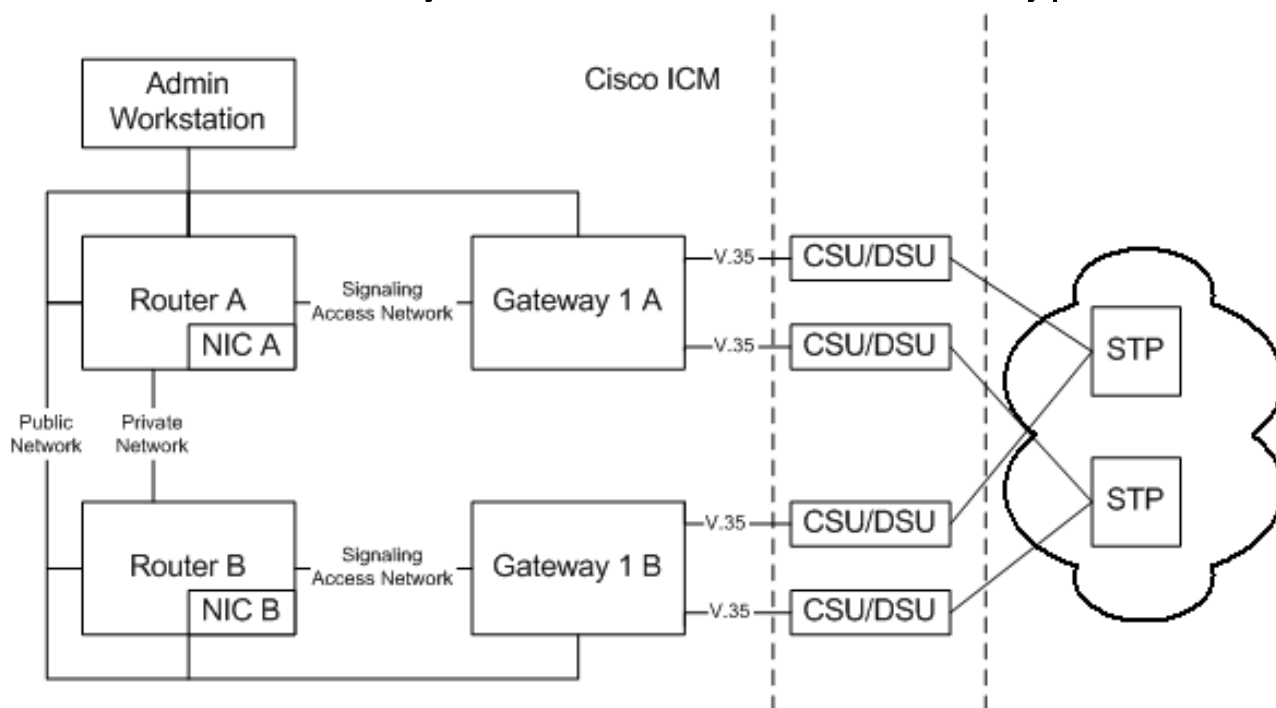 Admin
Workstation
Cisco ICM
Router A
NIC A
Signaling
Access Network
Gateway 1 A
V.35
CSU/DSU
V.35
CSU/DSU
STP
Public
Network
Private
Network
Router B
NIC B
Signaling
Access Network
Gateway 1 B
V.35
CSU/DSU
V.35
CSU/DSU
STP